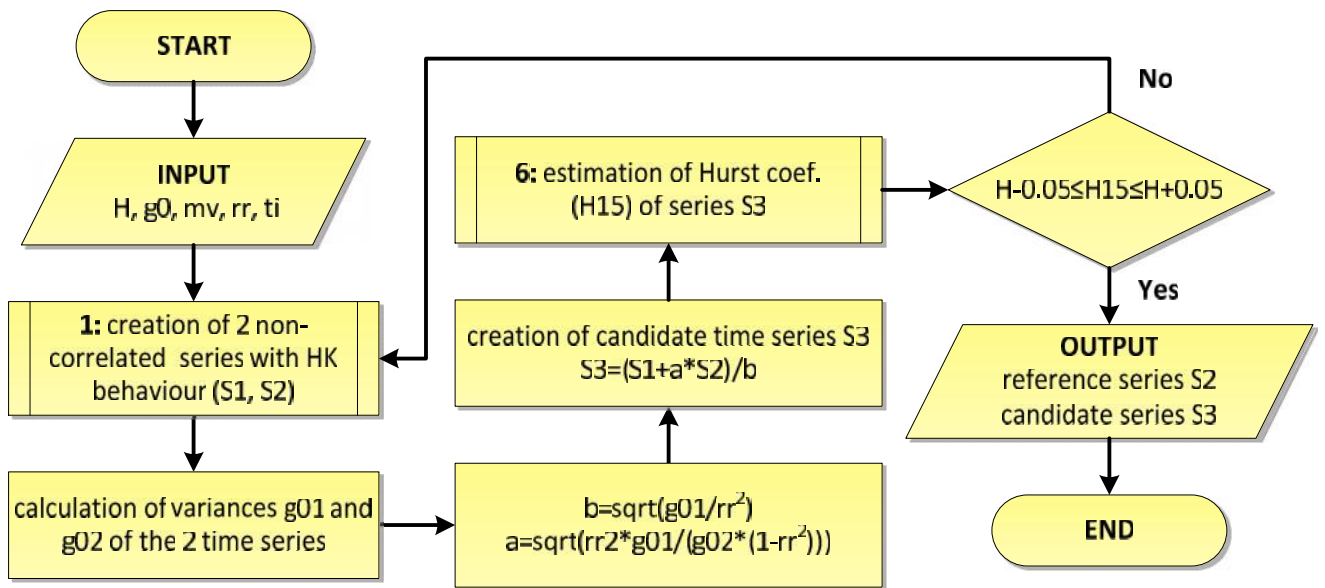 START
INPUT
H, g0, mv, rr, ti
1: creation of 2 non-
correlated series with HK
behaviour (S1, S2)
calculation of variances g01 and
g02 of the 2 time series
b=sqrt(g01/rr²)
a=sqrt(rr2*g01/(g02*(1-rr²)))
creation of candidate time series S3
S3=(S1+a*S2)/b
6: estimation of Hurst coef.
(H15) of series S3
H-0.05≤H15≤H+0.05
No
Yes
OUTPUT
reference series S2
candidate series S3
END